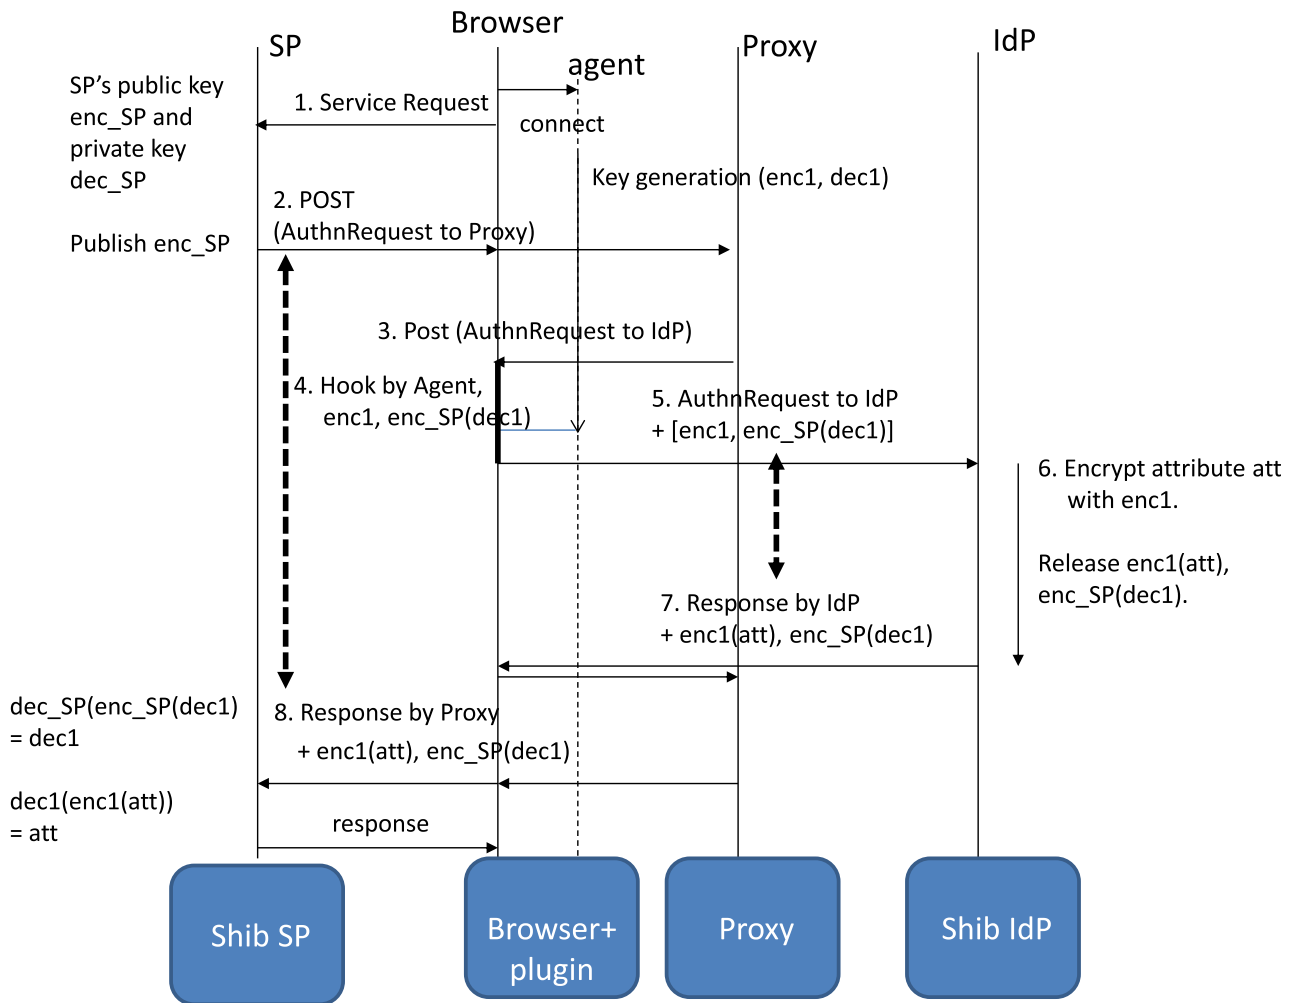 SP
Browser
agent
Proxy
IdP
SP's public key
enc_SP and
private key
dec_SP
Publish enc_SP
1. Service Request
connect
Key generation (enc1, dec1)
2. POST
(AuthnRequest to Proxy)
3. Post (AuthnRequest to IdP)
4. Hook by Agent,
enc1, enc_SP(dec1)
5. AuthnRequest to IdP
+ [enc1, enc_SP(dec1)]
6. Encrypt attribute att
with enc1.
Release enc1(att),
enc_SP(dec1).
7. Response by IdP
+ enc1(att), enc_SP(dec1)
dec_SP(enc_SP(dec1)
= dec1
8. Response by Proxy
+ enc1(att), enc_SP(dec1)
dec1(enc1(att))
= att
response
Shib SP
Browser+
plugin
Proxy
Shib IdP